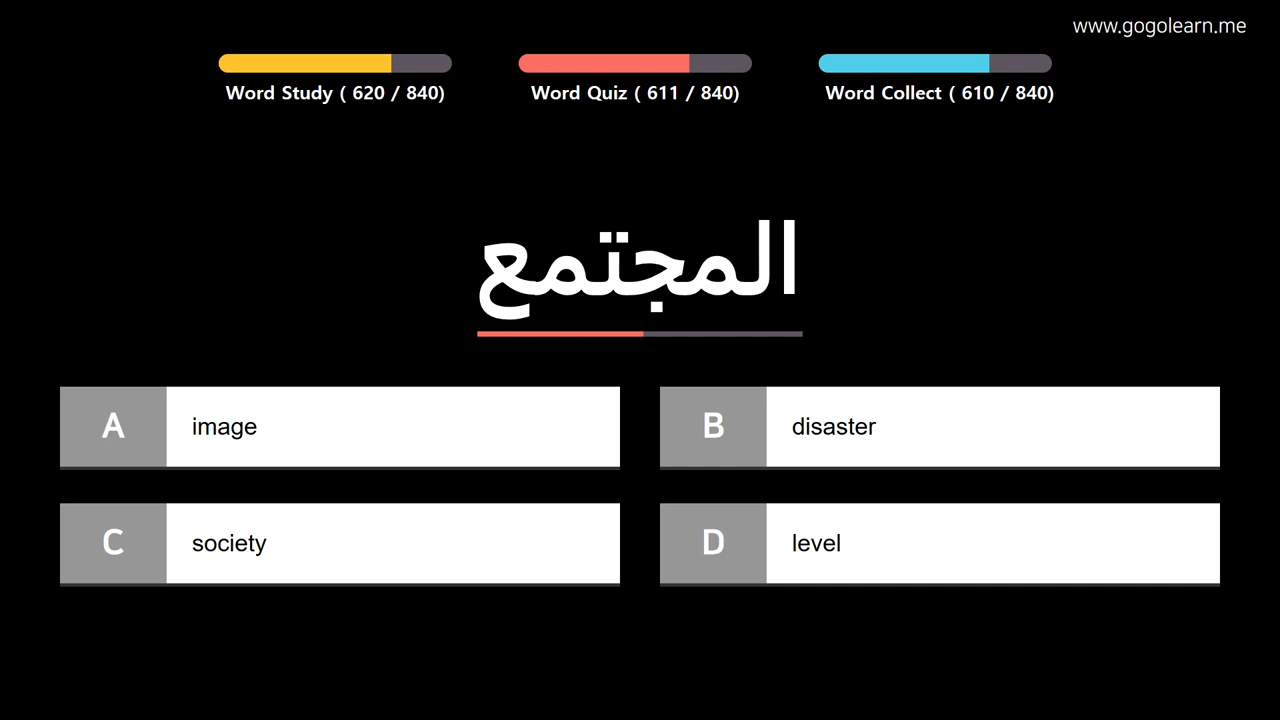 www.gogolearn.me
Word Study ( 620 / 840)
Word Quiz ( 611 / 840)
Word Collect ( 610 / 840)
المجتمع
A image
B disaster
C society
D level